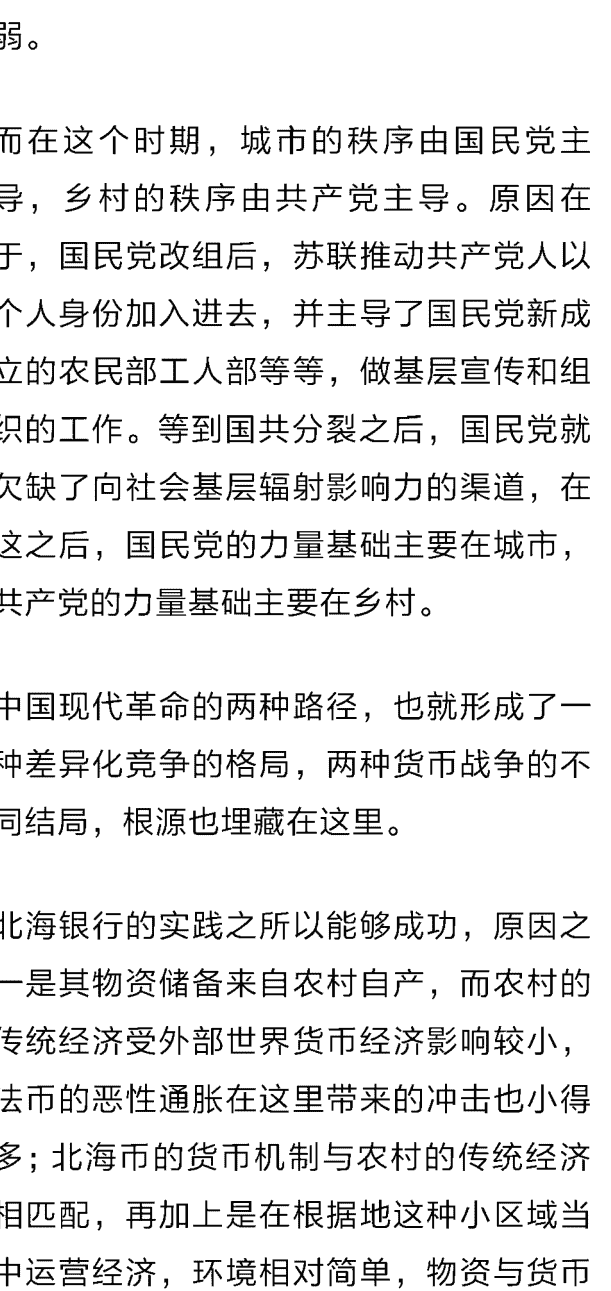 弱。
而在这个时期，城市的秩序由国民党主
导，乡村的秩序由共产党主导。原因在
于，国民党改组后，苏联推动共产党人以
个人身份加入进去，并主导了国民党新成
立的农民部工人部等等，做基层宣传和组
织的工作。等到国共分裂之后，国民党就
欠缺了向社会基层辐射影响力的渠道，在
这之后，国民党的力量基础主要在城市，
共产党的力量基础主要在乡村。
中国现代革命的两种路径，也就形成了一
种差异化竞争的格局，两种货币战争的不
同结局，根源也埋藏在这里。
北海银行的实践之所以能够成功，原因之
一是其物资储备来自农村自产，而农村的
传统经济受外部世界货币经济影响较小，
法币的恶性通胀在这里带来的冲击也小得
多；北海币的货币机制与农村的传统经济
相匹配，再加上是在根据地这种小区域当
中运营经济，环境相对简单，物资与货币